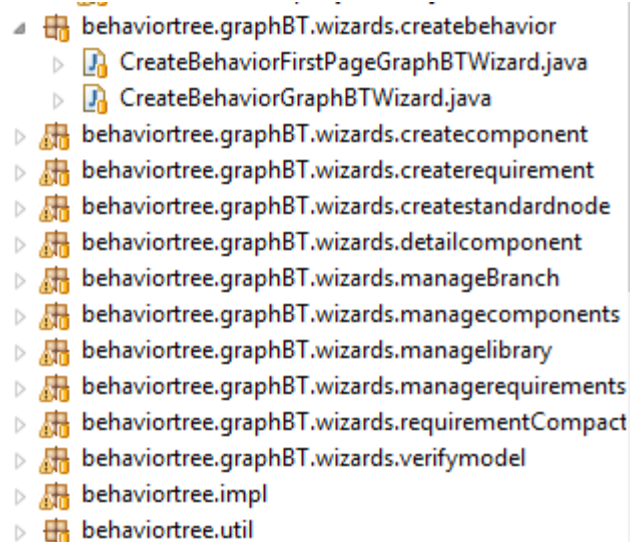 behaviortree.graphBT.wizards.createbehavior
CreateBehaviorFirstPageGraphBTWizard.java
CreateBehaviorGraphBTWizard.java
behaviortree.graphBT.wizards.createcomponent
behaviortree.graphBT.wizards.createrequirement
behaviortree.graphBT.wizards.createstandardnode
behaviortree.graphBT.wizards.detailcomponent
behaviortree.graphBT.wizards.manageBranch
behaviortree.graphBT.wizards.managecomponents
behaviortree.graphBT.wizards.managelibrary
behaviortree.graphBT.wizards.managerequirements
behaviortree.graphBT.wizards.requirementCompact
behaviortree.graphBT.wizards.verifymodel
behaviortree.impl
behaviortree.util